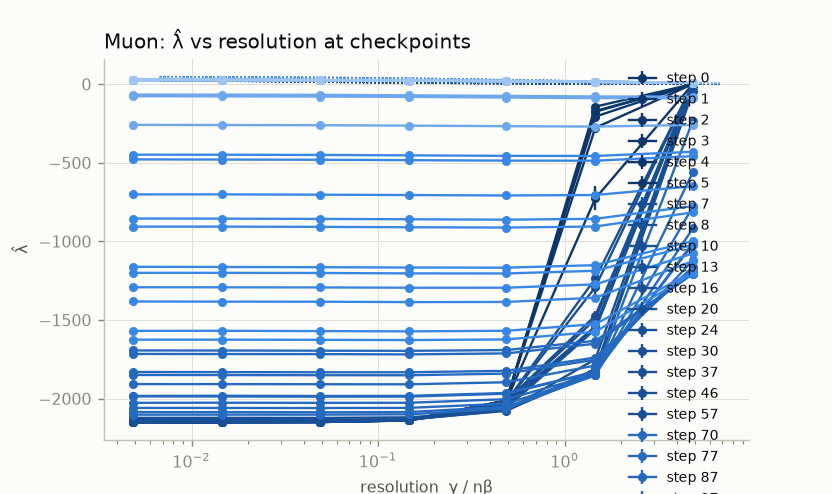 Muon: λ̂ vs resolution at checkpoints
0
−500
−1000
−1500
−2000
λ̂
10⁻²
10⁻¹
10⁰
resolution γ / nβ
step 0
step 1
step 2
step 3
step 4
step 5
step 7
step 8
step 10
step 13
step 16
step 20
step 24
step 30
step 37
step 46
step 57
step 70
step 77
step 87